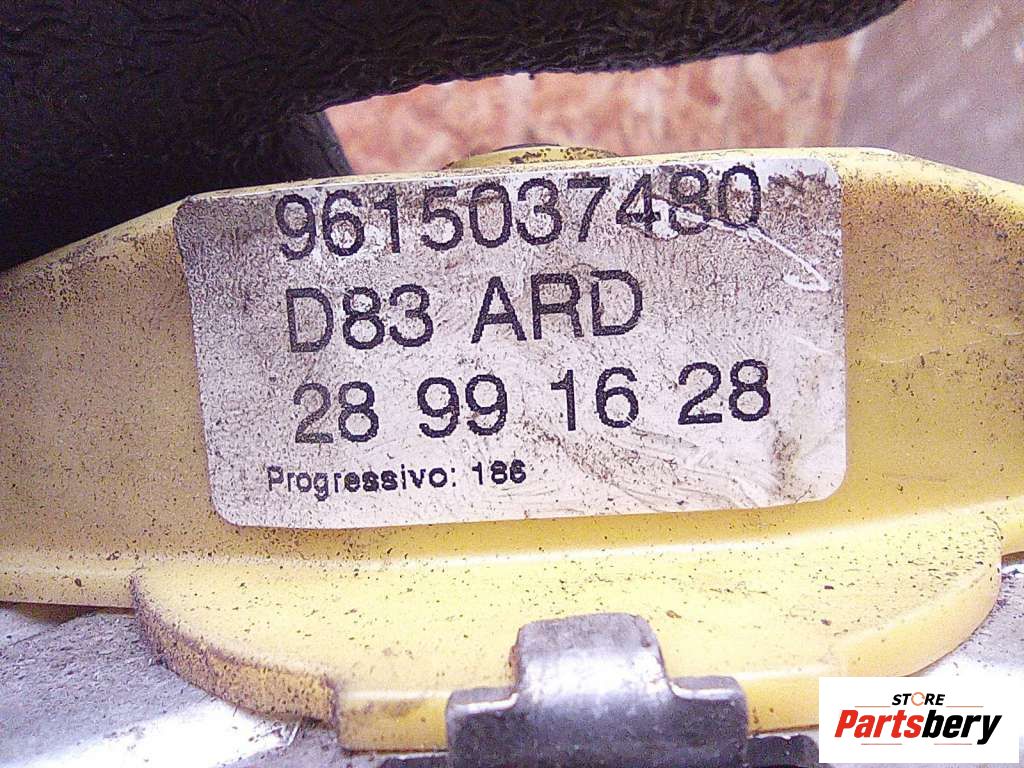 9615037480
D83 ARD
28 99 16 28
Progressivo: 186
STORE
Partsbery